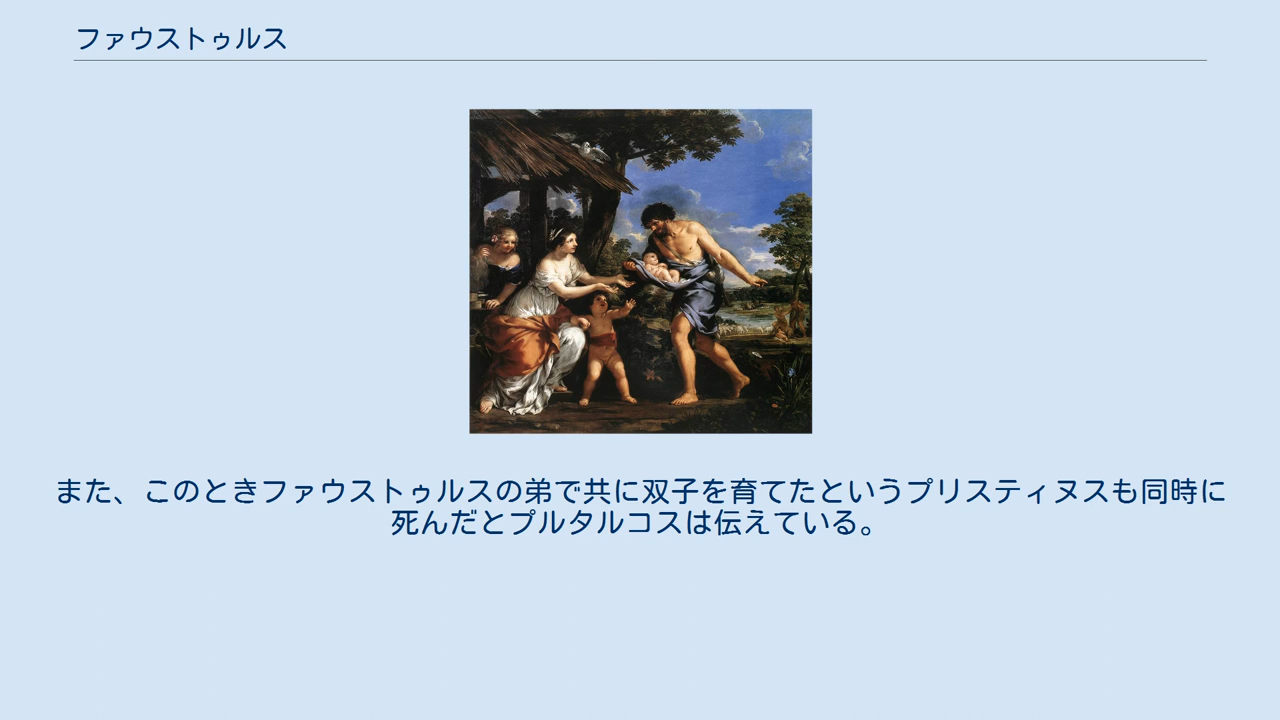 ファウストゥルス
また、このときファウストゥルスの弟で共に双子を育てたというプリスティヌスも同時に
死んだとプルタルコスは伝えている。